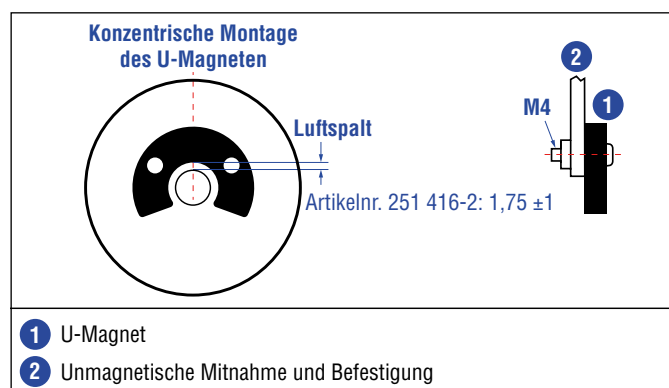 Konzentrische Montage
des U-Magneten
2
1
M4
Luftspalt
Artikelnr. 251 416-2: 1,75 ±1
1 U-Magnet
2 Unmagnetische Mitnahme und Befestigung